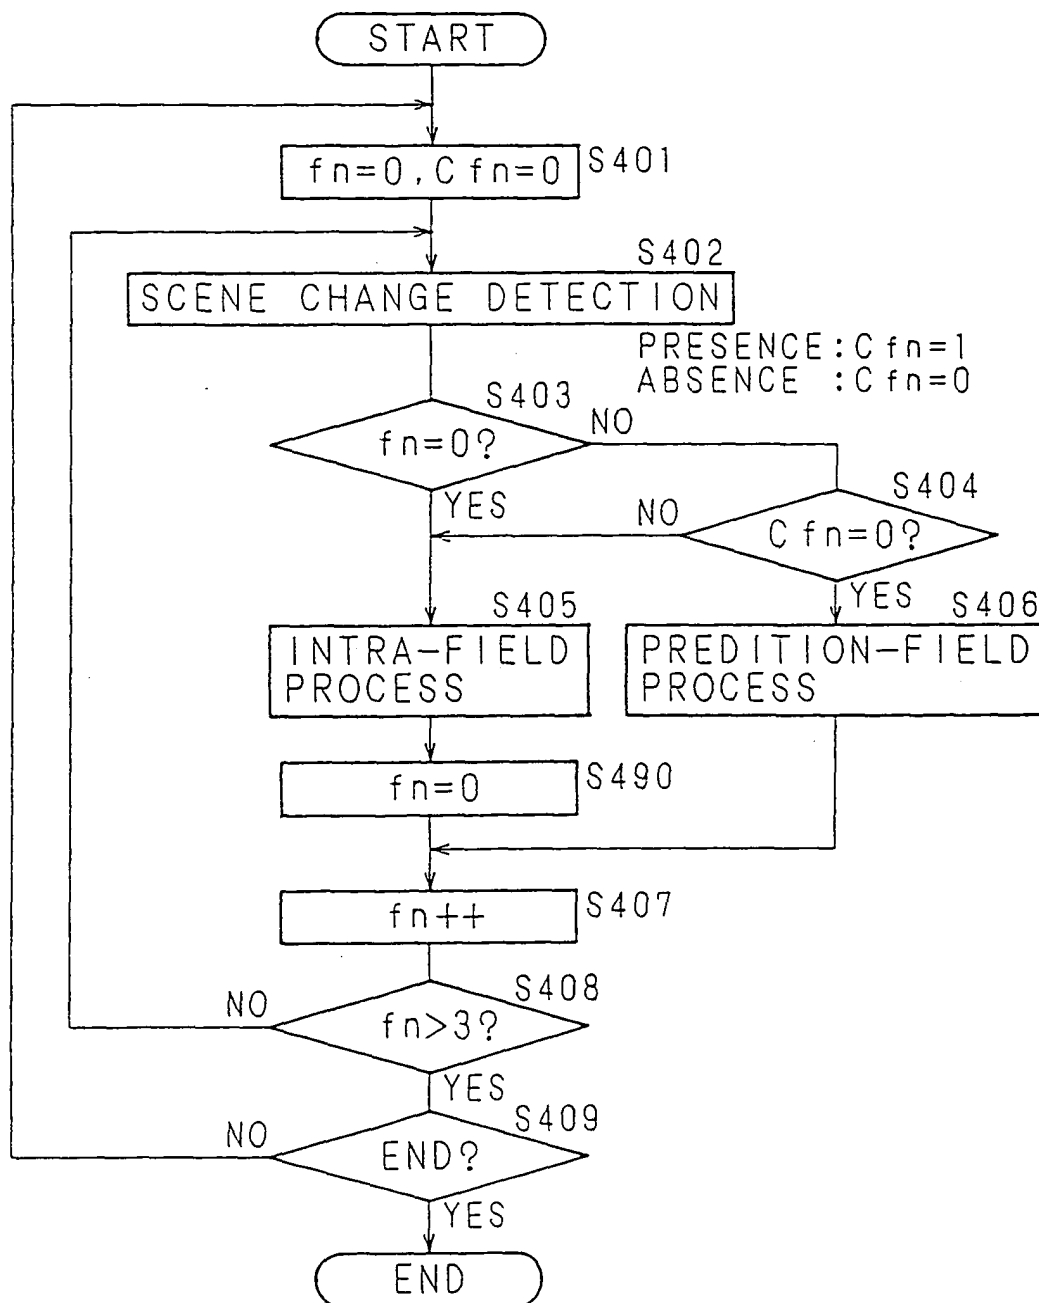 START
fn=0, Cfn=0
S401
S402
SCENE CHANGE DETECTION
PRESENCE:Cfn=1
ABSENCE :Cfn=0
S403
fn=0?
NO
YES
S404
NO
Cfn=0?
YES
S405
S406
INTRA-FIELD
PROCESS
PREDITION-FIELD
PROCESS
fn=0
S490
fn++
S407
S408
NO
fn>3?
YES
S409
NO
END?
YES
END